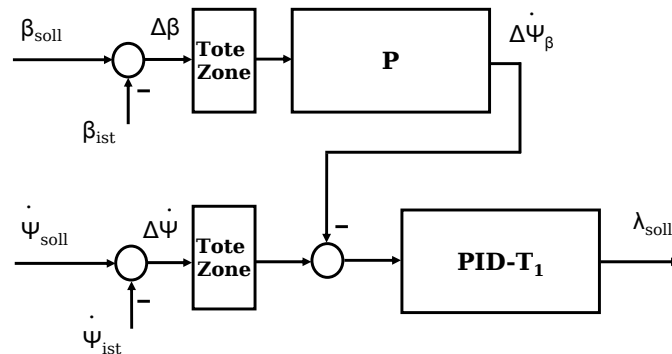 β_soll
Δβ
Tote
Zone
P
ΔΨ̇_β
−
β_ist
Ψ̇_soll
ΔΨ̇
Tote
Zone
−
PID-T₁
λ_soll
−
Ψ̇_ist